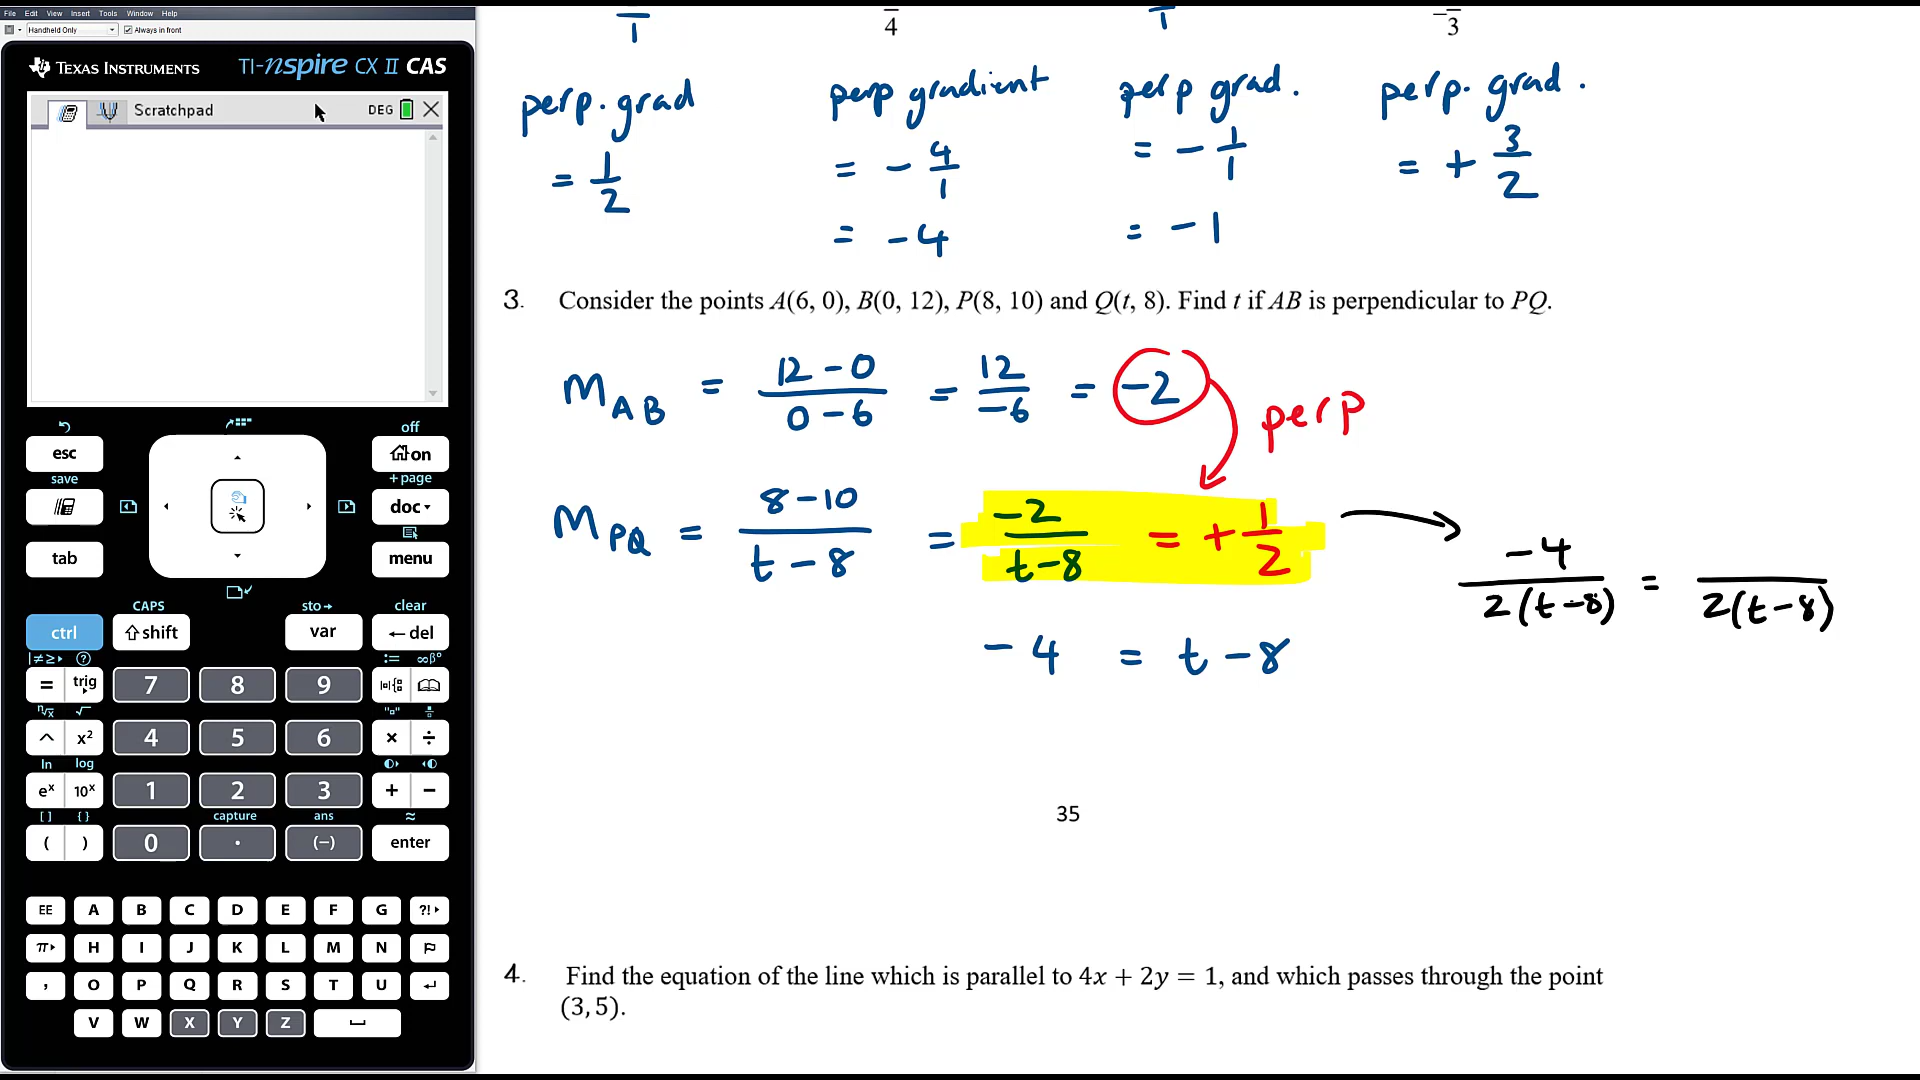 File Edit View Insert Tools Window Help
Handheld Only Always in front
TEXAS INSTRUMENTS TI-nspire CX II CAS
Scratchpad DEG
off
esc on
save + page
doc
tab menu
CAPS sto→ clear
ctrl ⇧shift var ←del
|≠≥▸ ? := ∞β°
= trig 7 8 9
ⁿ√x √ "▫"
^ x² 4 5 6 × ÷
ln log
eˣ 10ˣ 1 2 3 + −
[ ] { } capture ans ≈
( ) 0 . (−) enter
EE A B C D E F G ?!▸
π▸ H I J K L M N
, O P Q R S T U ↵
V W X Y Z
1 4 1 −3
perp. grad perp gradient perp grad. perp. grad.
= 1/2 = − 4/1 = − 1/1 = + 3/2
= −4 = −1
3. Consider the points A(6, 0), B(0, 12), P(8, 10) and Q(t, 8). Find t if AB is perpendicular to PQ.
M_AB = (12 − 0)/(0 − 6) = 12/−6 = −2
perp
M_PQ = (8 − 10)/(t − 8) = −2/(t − 8) = + 1/2
−4/2(t−8) = /2(t−8)
−4 = t − 8
35
4. Find the equation of the line which is parallel to 4x + 2y = 1, and which passes through the point
(3, 5).